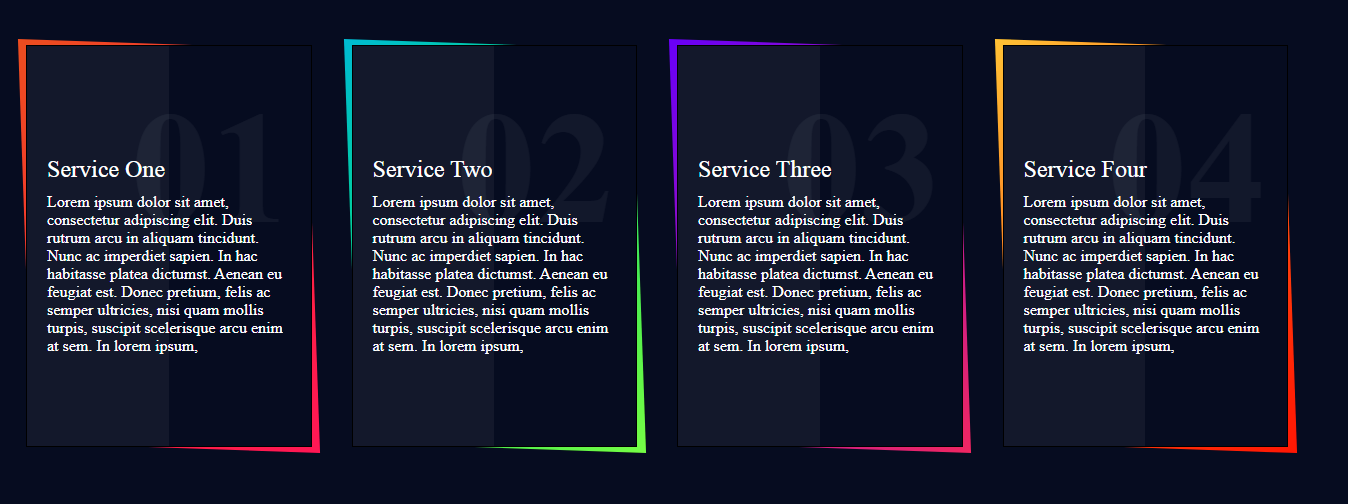 01
Service One
Lorem ipsum dolor sit amet,
consectetur adipiscing elit. Duis
rutrum arcu in aliquam tincidunt.
Nunc ac imperdiet sapien. In hac
habitasse platea dictumst. Aenean eu
feugiat est. Donec pretium, felis ac
semper ultricies, nisi quam mollis
turpis, suscipit scelerisque arcu enim
at sem. In lorem ipsum,
02
Service Two
Lorem ipsum dolor sit amet,
consectetur adipiscing elit. Duis
rutrum arcu in aliquam tincidunt.
Nunc ac imperdiet sapien. In hac
habitasse platea dictumst. Aenean eu
feugiat est. Donec pretium, felis ac
semper ultricies, nisi quam mollis
turpis, suscipit scelerisque arcu enim
at sem. In lorem ipsum,
03
Service Three
Lorem ipsum dolor sit amet,
consectetur adipiscing elit. Duis
rutrum arcu in aliquam tincidunt.
Nunc ac imperdiet sapien. In hac
habitasse platea dictumst. Aenean eu
feugiat est. Donec pretium, felis ac
semper ultricies, nisi quam mollis
turpis, suscipit scelerisque arcu enim
at sem. In lorem ipsum,
04
Service Four
Lorem ipsum dolor sit amet,
consectetur adipiscing elit. Duis
rutrum arcu in aliquam tincidunt.
Nunc ac imperdiet sapien. In hac
habitasse platea dictumst. Aenean eu
feugiat est. Donec pretium, felis ac
semper ultricies, nisi quam mollis
turpis, suscipit scelerisque arcu enim
at sem. In lorem ipsum,